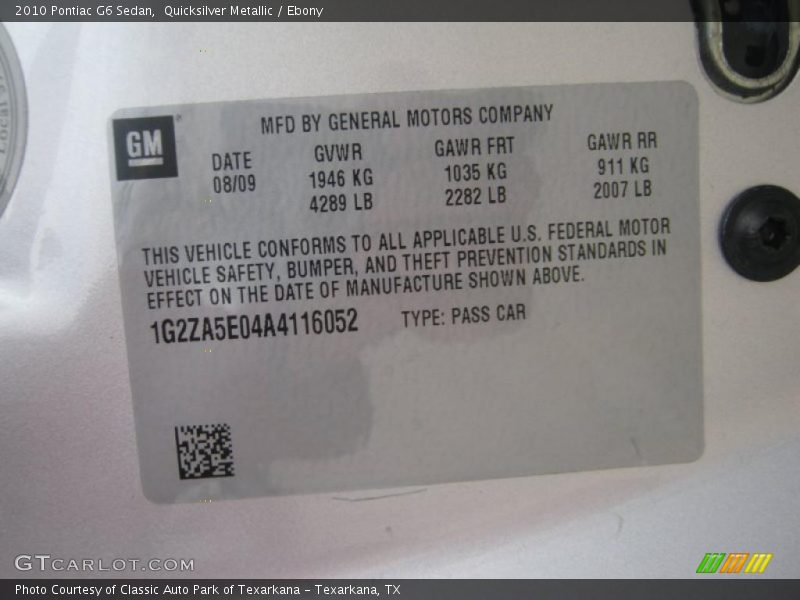 2010 Pontiac G6 Sedan,  Quicksilver Metallic / Ebony
GM
MFD BY GENERAL MOTORS COMPANY
DATE GVWR GAWR FRT GAWR RR
08/09 1946 KG 1035 KG 911 KG
4289 LB 2282 LB 2007 LB
THIS VEHICLE CONFORMS TO ALL APPLICABLE U.S. FEDERAL MOTOR
VEHICLE SAFETY, BUMPER, AND THEFT PREVENTION STANDARDS IN
EFFECT ON THE DATE OF MANUFACTURE SHOWN ABOVE.
1G2ZA5E04A4116052 TYPE: PASS CAR
GTCARLOT.COM
Photo Courtesy of Classic Auto Park of Texarkana – Texarkana, TX